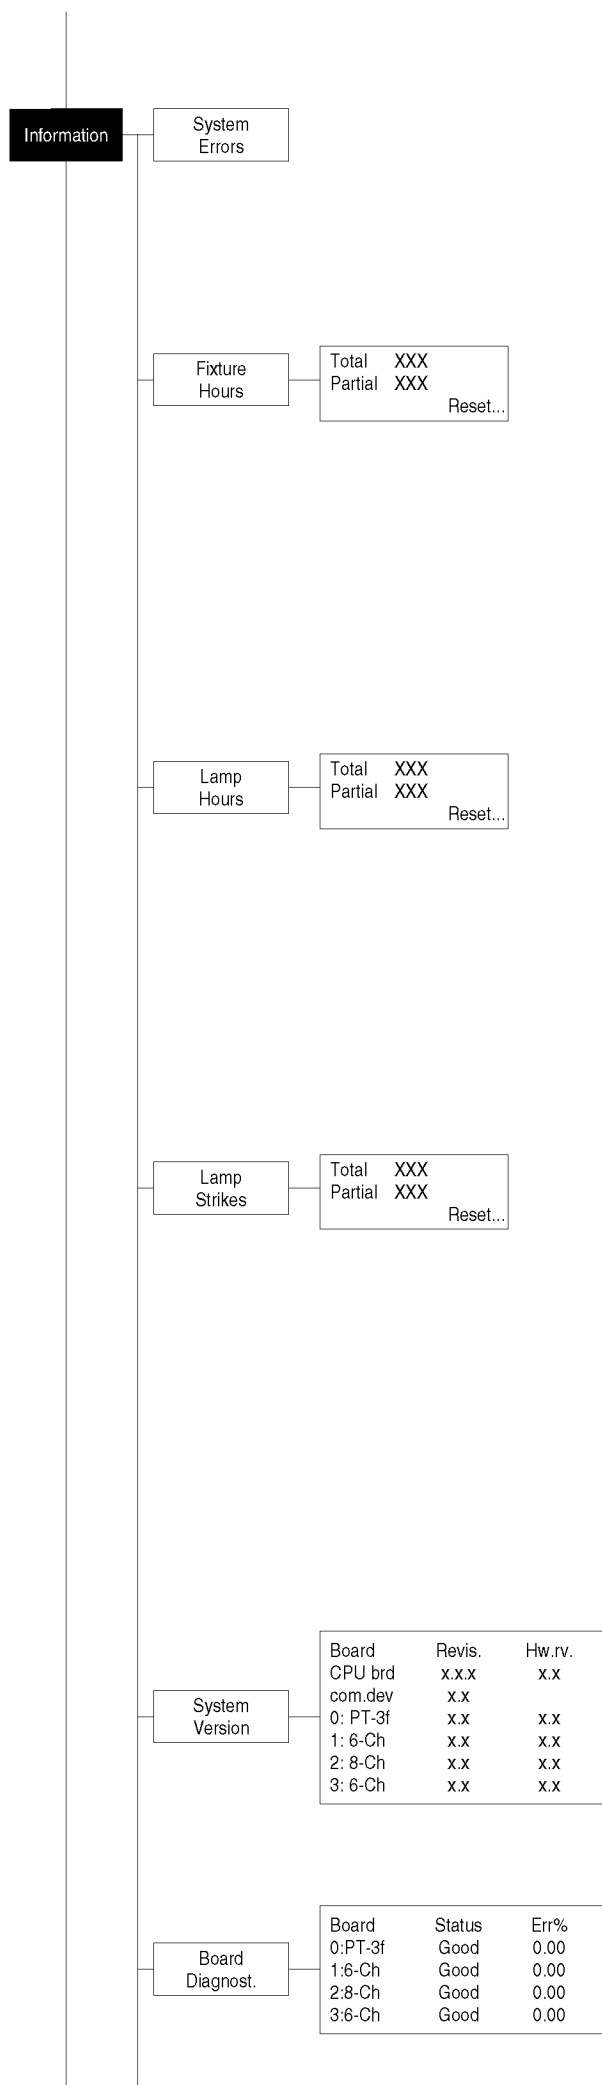 Information
System
Errors
Fixture
Hours
Total XXX
Partial XXX
Reset...
Lamp
Hours
Total XXX
Partial XXX
Reset...
Lamp
Strikes
Total XXX
Partial XXX
Reset...
System
Version
Board Revis. Hw.rv.
CPU brd x.x.x x.x
com.dev x.x
0: PT-3f x.x x.x
1: 6-Ch x.x x.x
2: 8-Ch x.x x.x
3: 6-Ch x.x x.x
Board
Diagnost.
Board Status Err%
0:PT-3f Good 0.00
1:6-Ch Good 0.00
2:8-Ch Good 0.00
3:6-Ch Good 0.00